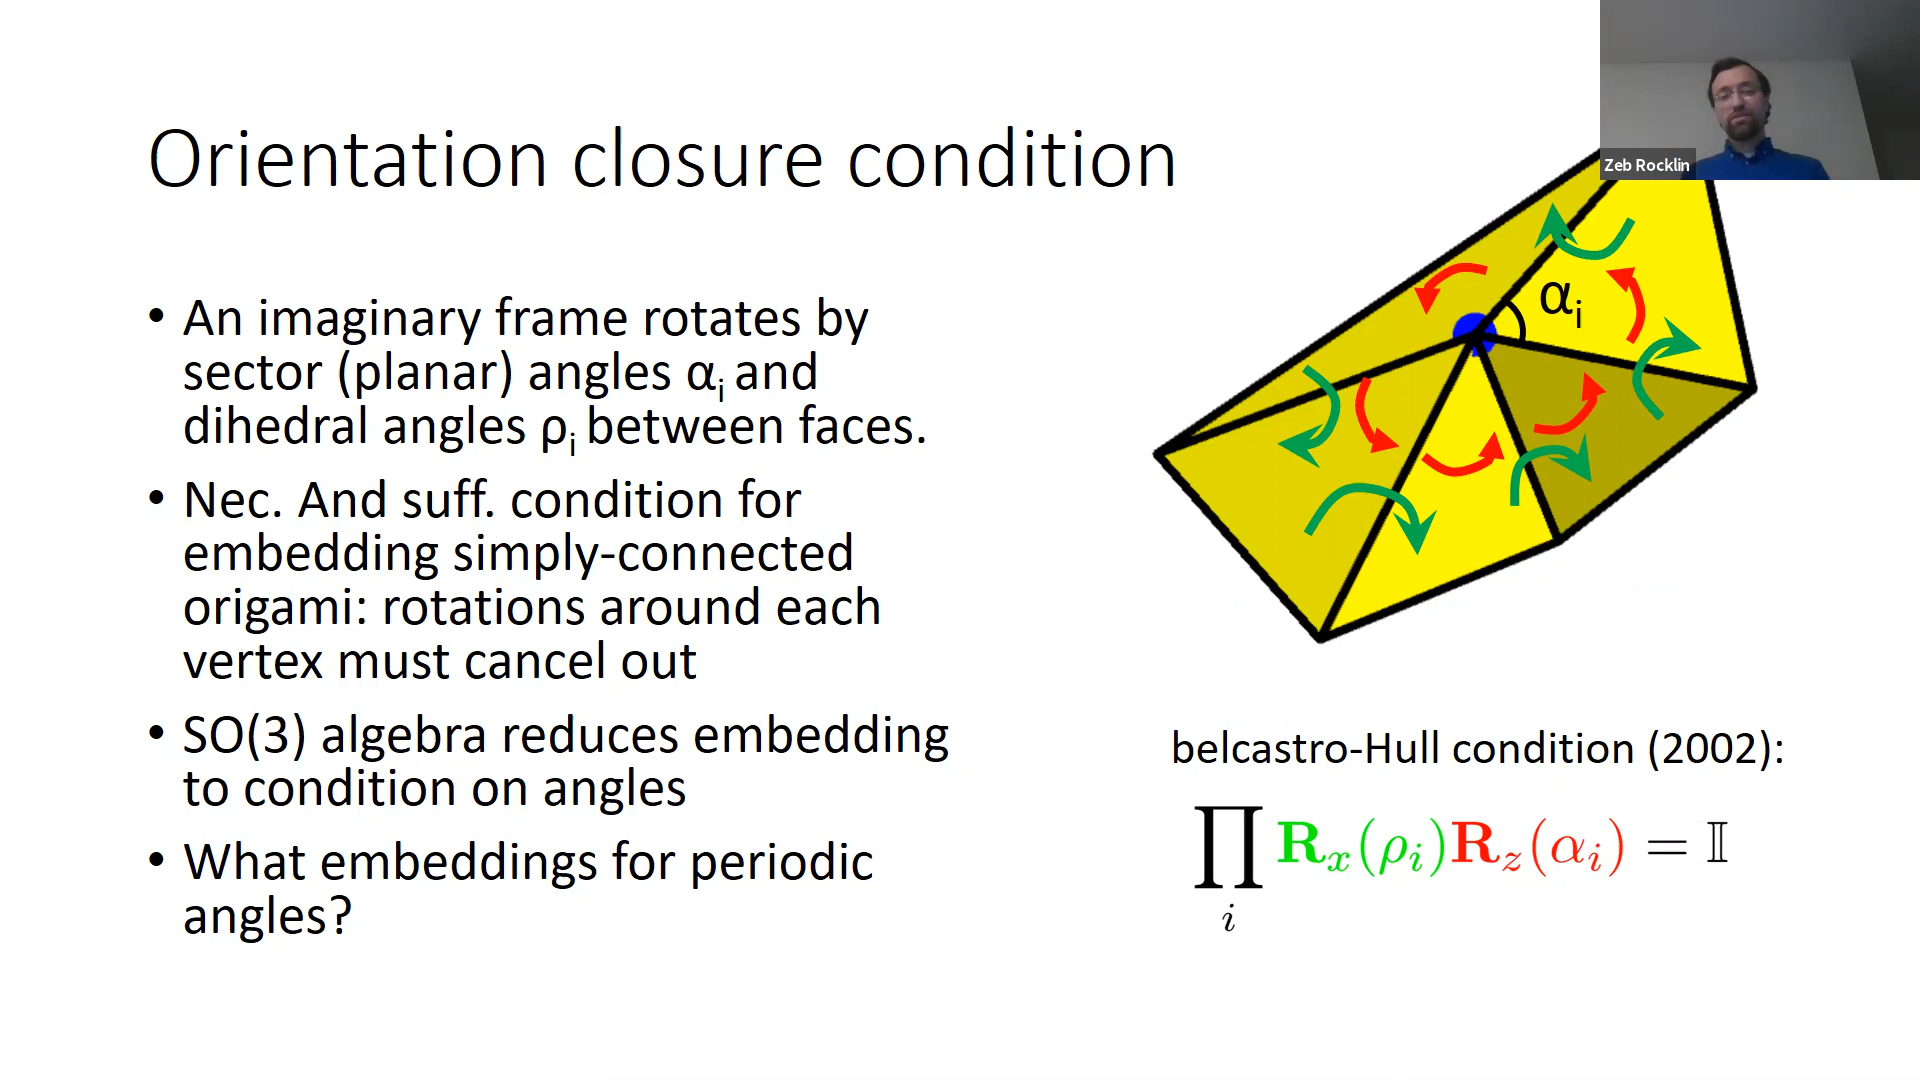 Zeb Rocklin
Orientation closure condition
• An imaginary frame rotates by
sector (planar) angles αᵢ and
dihedral angles ρᵢ between faces.
• Nec. And suff. condition for
embedding simply-connected
origami: rotations around each
vertex must cancel out
• SO(3) algebra reduces embedding
to condition on angles
• What embeddings for periodic
angles?
αᵢ
belcastro-Hull condition (2002):
∏ᵢ Rₓ(ρᵢ)R_z(αᵢ) = 𝕀